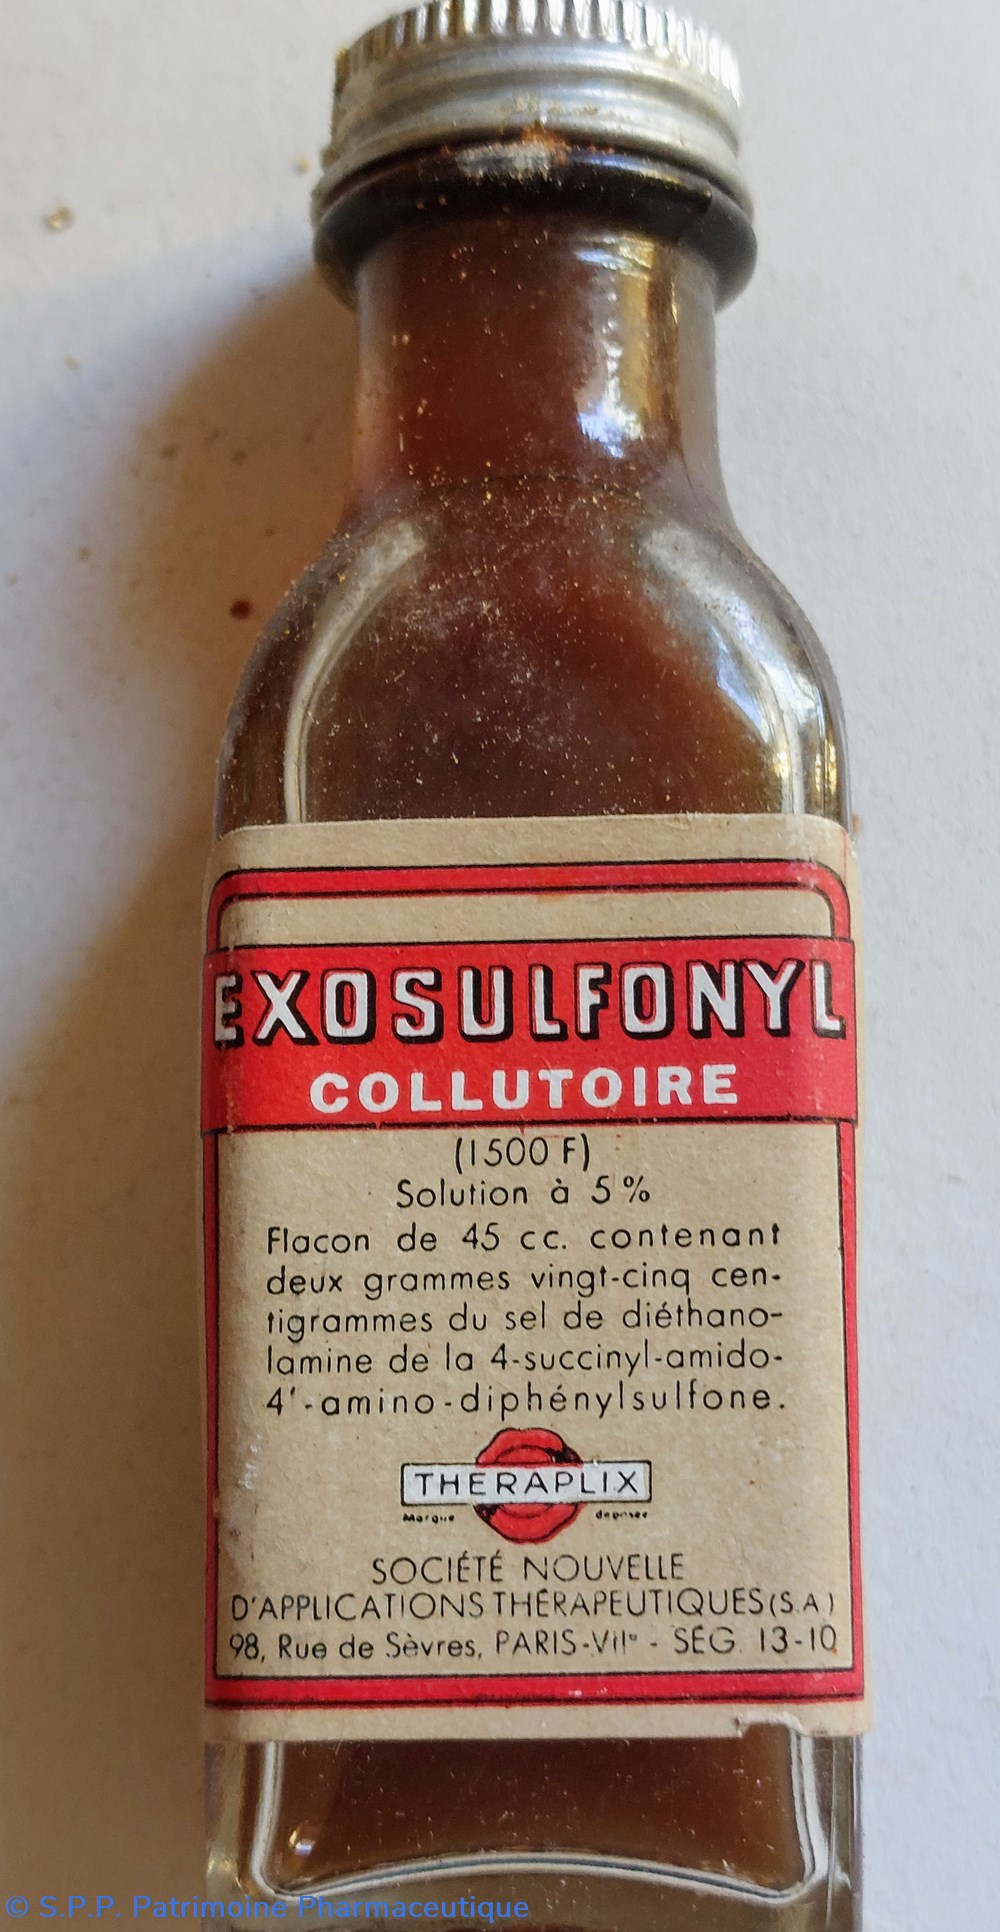 EXOSULFONYL
COLLUTOIRE
(1500 F)
Solution à 5%
Flacon de 45 cc. contenant
deux grammes vingt-cinq cen-
tigrammes du sel de diéthano-
lamine de la 4-succinyl-amido-
4'-amino-diphénylsulfone.
THERAPLIX
Marque déposée
SOCIÉTÉ NOUVELLE
D'APPLICATIONS THÉRAPEUTIQUES (S.A.)
98, Rue de Sèvres, PARIS-VIIe - SÉG. 13-10
© S.P.P. Patrimoine Pharmaceutique